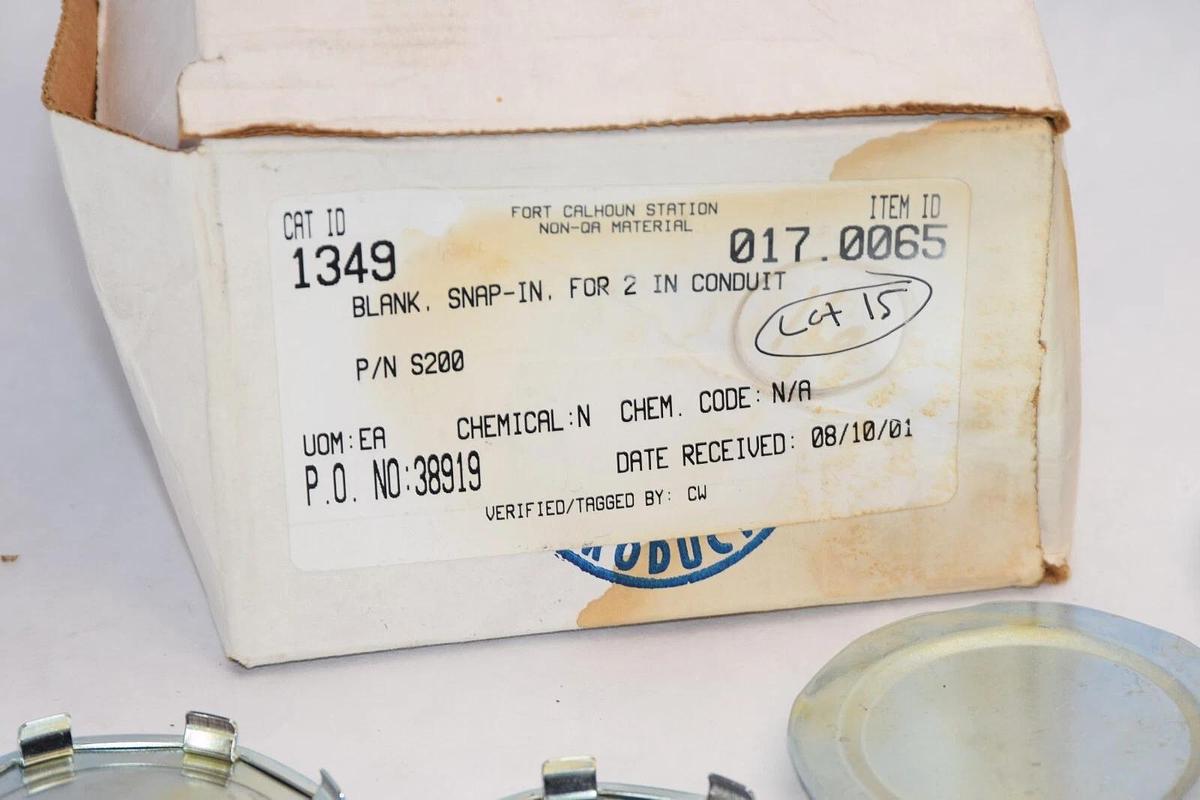 CAT ID
FORT CALHOUN STATION
ITEM ID
1349
NON-QA MATERIAL
017.0065
BLANK, SNAP-IN, FOR 2 IN CONDUIT
Lot 15
P/N S200
UOM:EA CHEMICAL:N CHEM. CODE: N/A
P.O. NO:38919 DATE RECEIVED: 08/10/01
VERIFIED/TAGGED BY: CW